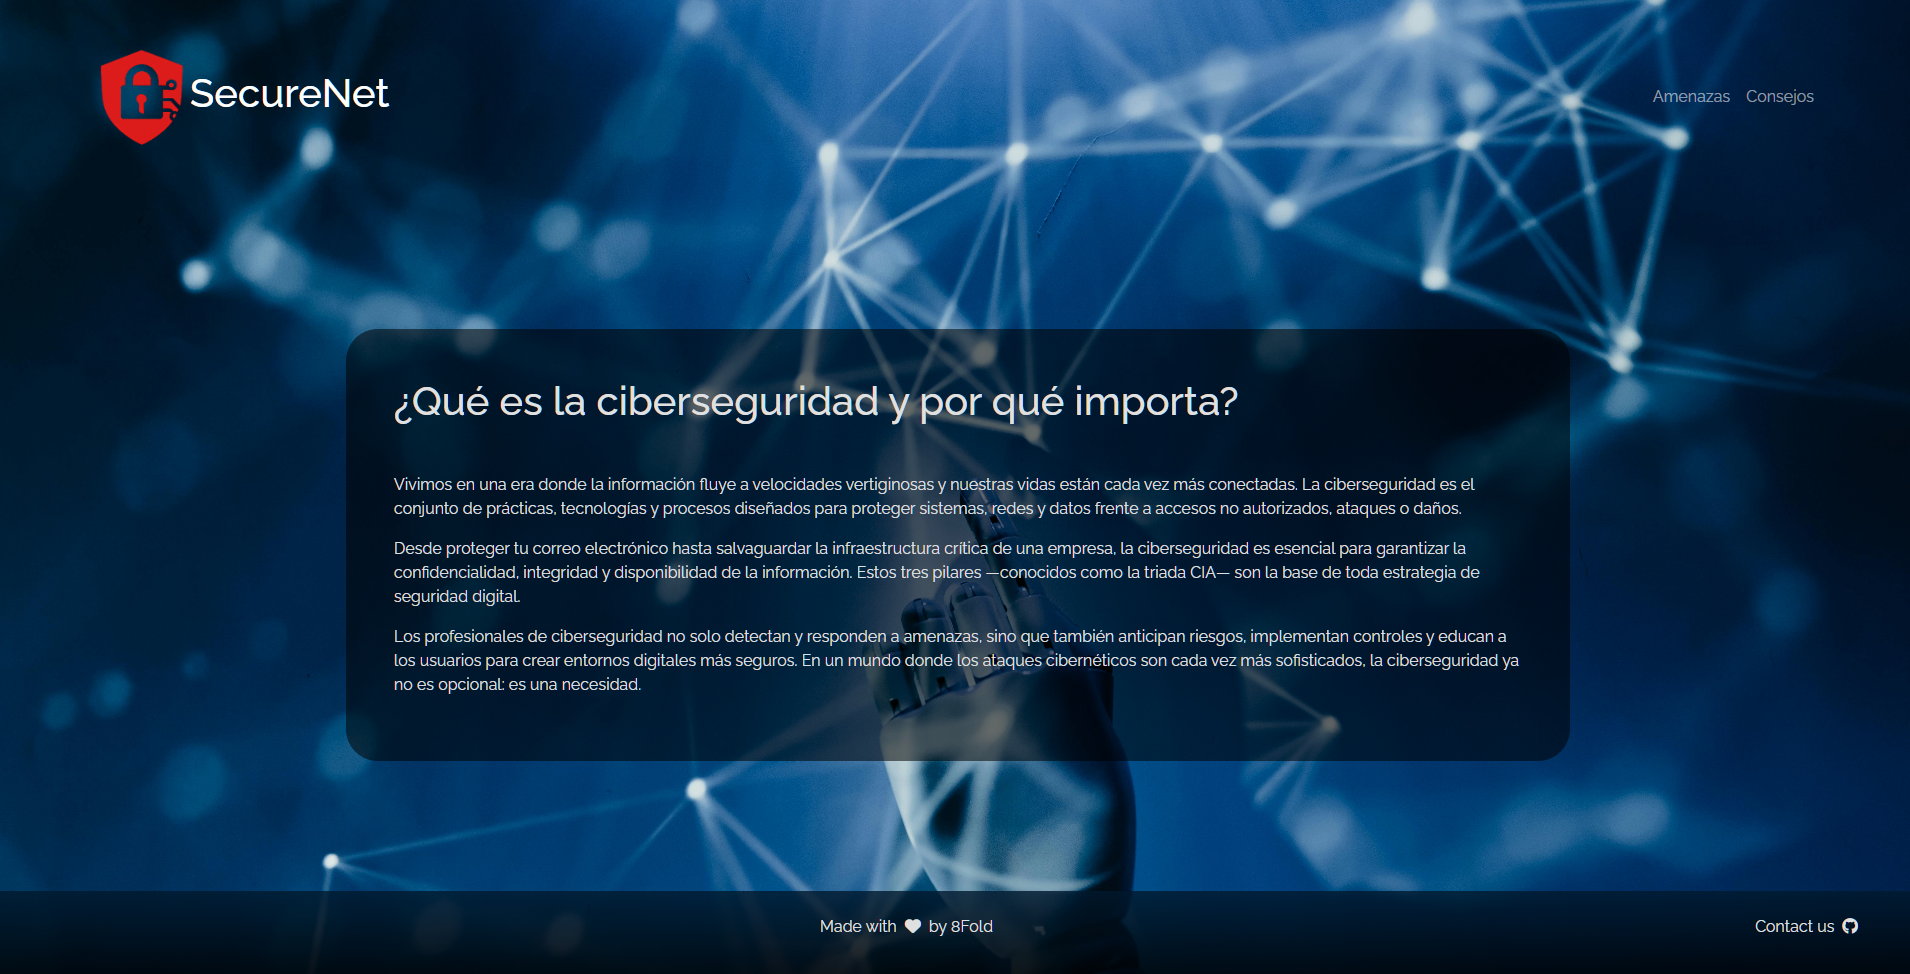 SecureNet
Amenazas Consejos
¿Qué es la ciberseguridad y por qué importa?
Vivimos en una era donde la información fluye a velocidades vertiginosas y nuestras vidas están cada vez más conectadas. La ciberseguridad es el
conjunto de prácticas, tecnologías y procesos diseñados para proteger sistemas, redes y datos frente a accesos no autorizados, ataques o daños.
Desde proteger tu correo electrónico hasta salvaguardar la infraestructura crítica de una empresa, la ciberseguridad es esencial para garantizar la
confidencialidad, integridad y disponibilidad de la información. Estos tres pilares —conocidos como la triada CIA— son la base de toda estrategia de
seguridad digital.
Los profesionales de ciberseguridad no solo detectan y responden a amenazas, sino que también anticipan riesgos, implementan controles y educan a
los usuarios para crear entornos digitales más seguros. En un mundo donde los ataques cibernéticos son cada vez más sofisticados, la ciberseguridad ya
no es opcional: es una necesidad.
Made with by 8Fold
Contact us